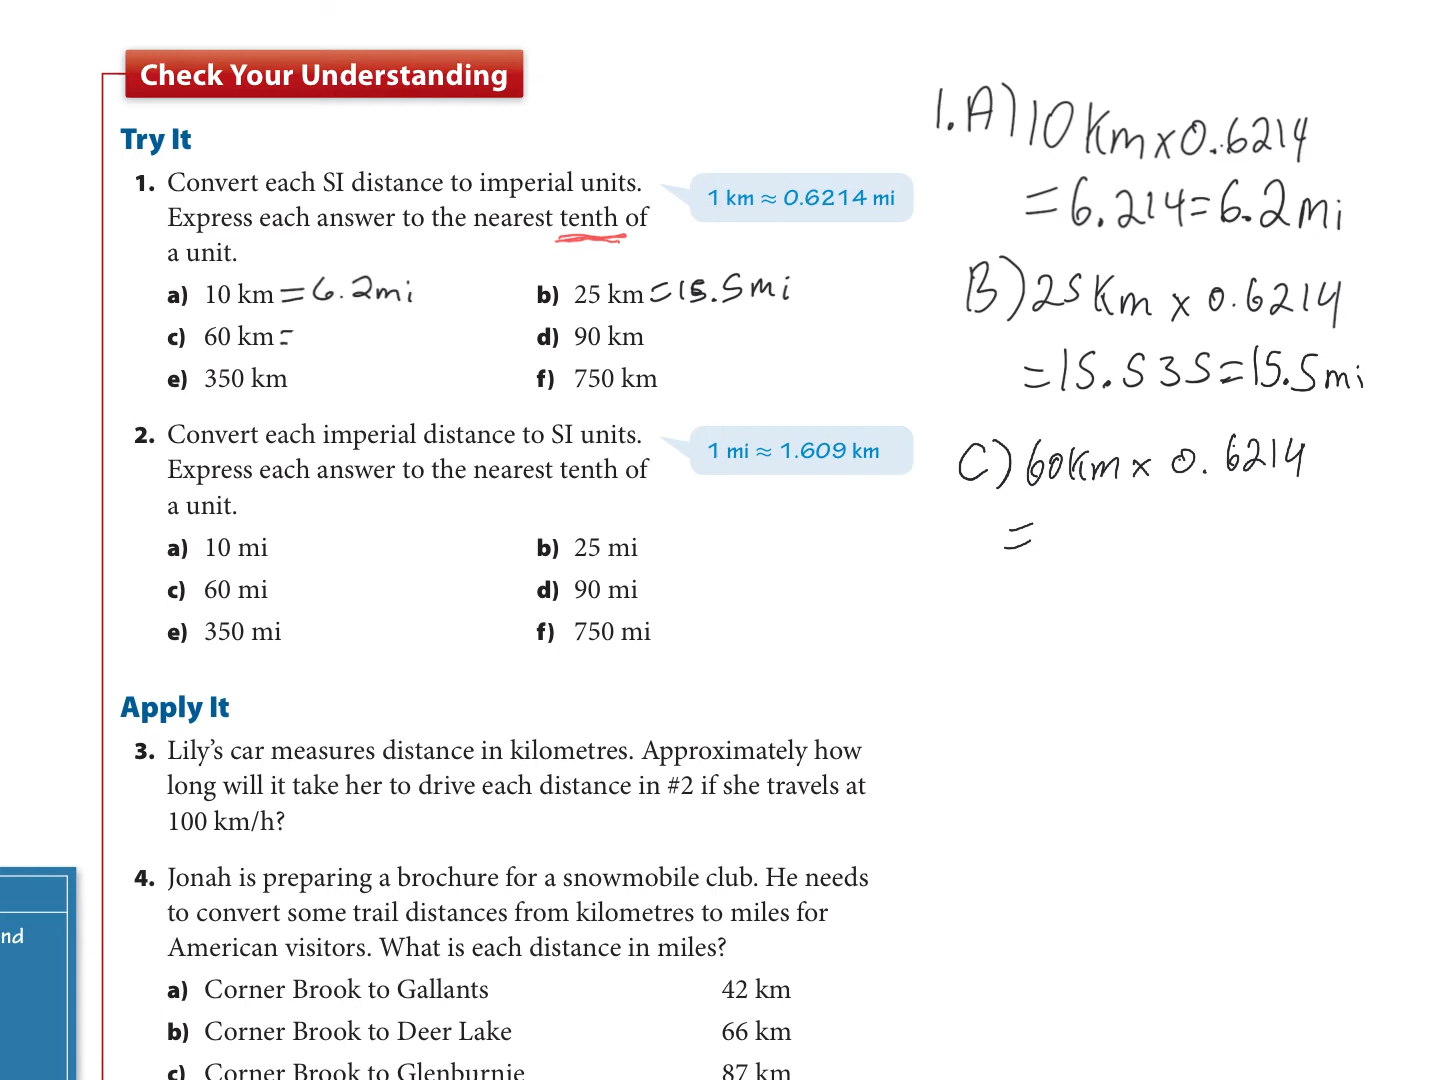 Check Your Understanding
Try It
1. Convert each SI distance to imperial units.
Express each answer to the nearest tenth of
a unit.
1 km ≈ 0.6214 mi
a) 10 km = 6.2mi b) 25 km = 15.5mi
c) 60 km = d) 90 km
e) 350 km f) 750 km
2. Convert each imperial distance to SI units.
Express each answer to the nearest tenth of
a unit.
1 mi ≈ 1.609 km
a) 10 mi b) 25 mi
c) 60 mi d) 90 mi
e) 350 mi f) 750 mi
Apply It
3. Lily’s car measures distance in kilometres. Approximately how
long will it take her to drive each distance in #2 if she travels at
100 km/h?
4. Jonah is preparing a brochure for a snowmobile club. He needs
to convert some trail distances from kilometres to miles for
American visitors. What is each distance in miles?
a) Corner Brook to Gallants 42 km
b) Corner Brook to Deer Lake 66 km
c) Corner Brook to Glenburnie 87 km
nd
1. A) 10 Km x 0.6214
= 6.214 = 6.2mi
B) 25 Km x 0.6214
= 15.535 = 15.5mi
C) 60Km x 0.6214
=